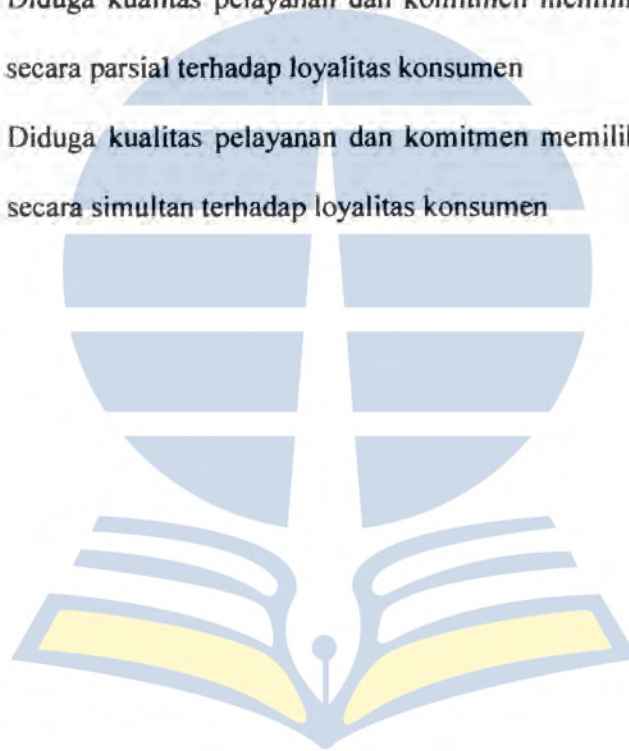 Diduga kualitas pelayanan dan komitmen
secara parsial terhadap loyalitas konsumen
Diduga kualitas pelayanan dan komitmen
secara simultan terhadap loyalitas konsumen